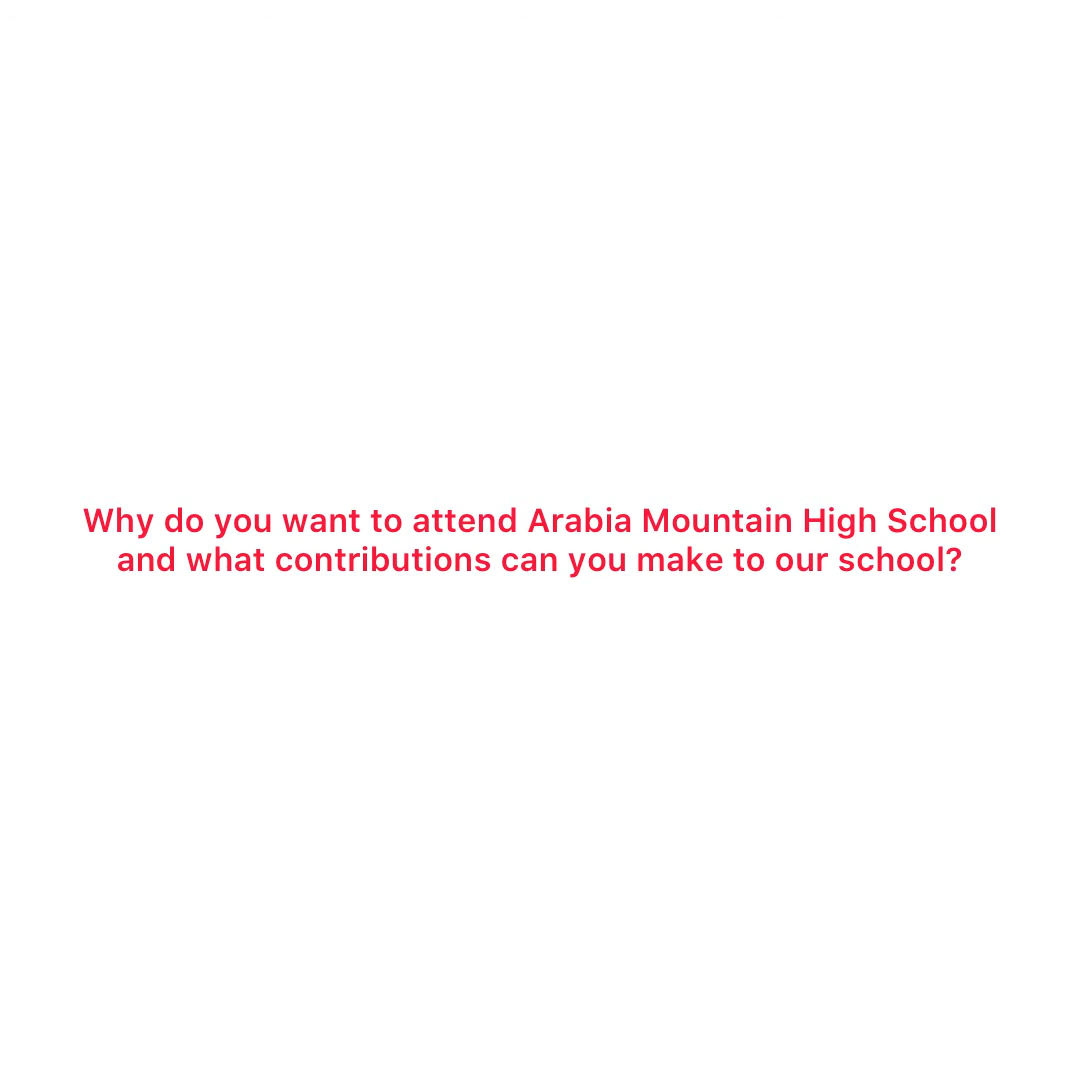 Why do you want to attend Arabia Mountain High School
and what contributions can you make to our school?